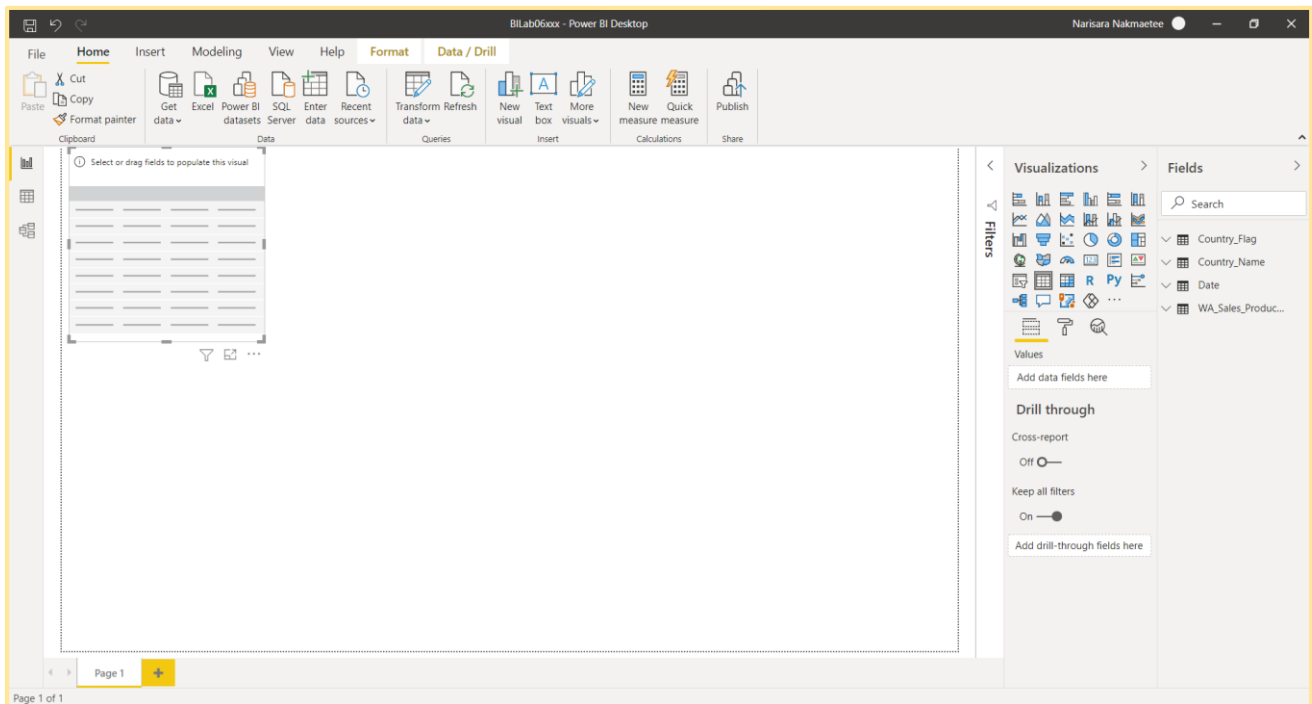 BILab06xxx - Power BI Desktop
Narisara Nakmaetee
File Home Insert Modeling View Help Format Data / Drill
Paste
Cut
Copy
Format painter
Get data
Excel
Power BI datasets
SQL Server
Enter data
Recent sources
Transform data
Refresh
New visual
Text box
More visuals
New measure
Quick measure
Publish
Clipboard Data Queries Insert Calculations Share
Select or drag fields to populate this visual
Filters
Visualizations
123
R Py
Values
Add data fields here
Drill through
Cross-report
Off
Keep all filters
On
Add drill-through fields here
Fields
Search
Country_Flag
Country_Name
Date
WA_Sales_Produc...
Page 1
Page 1 of 1